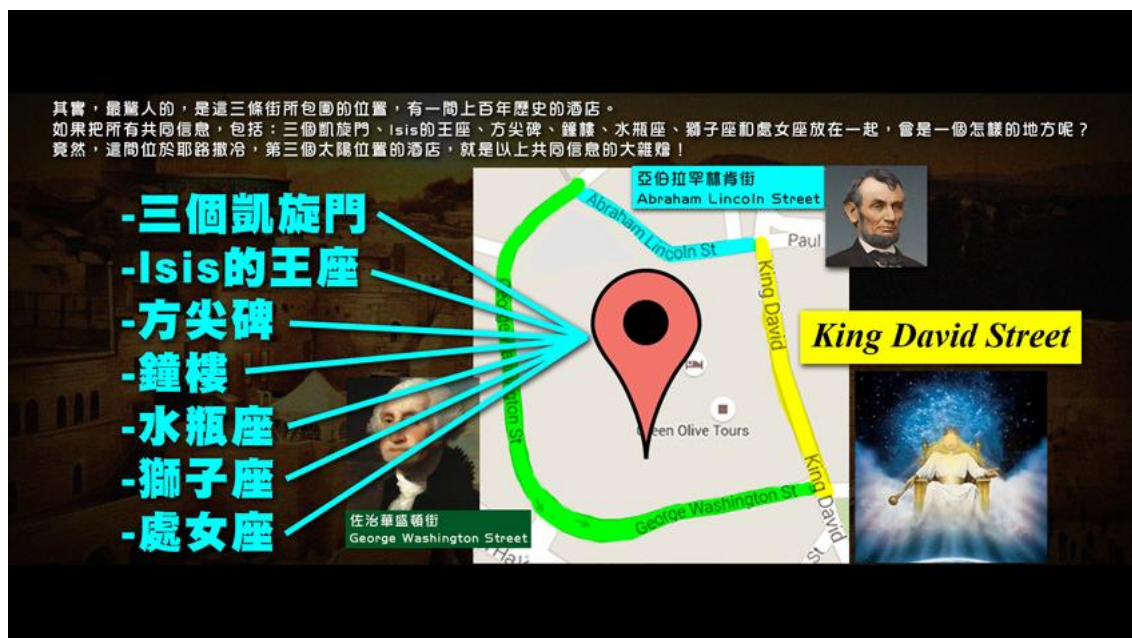 其實，最驚人的，是這三條街所包圍的位置，有一間上百年歷史的酒店。
如果把所有共同信息，包括：三個凱旋門、Isis的王座、方尖碑、鐘樓、水瓶座、獅子座和處女座放在一起，會是一個怎樣的地方呢？
竟然，這間位於耶路撒冷，第三個太陽位置的酒店，就是以上共同信息的大雜燴！
-三個凱旋門
-Isis的王座
-方尖碑
-鐘樓
-水瓶座
-獅子座
-處女座
亞伯拉罕林肯街
Abraham Lincoln Street
Abraham Lincoln St
Paul
King David
King David Street
Green Olive Tours
King David
George Washington St
St
佐治華盛頓街
George Washington Street